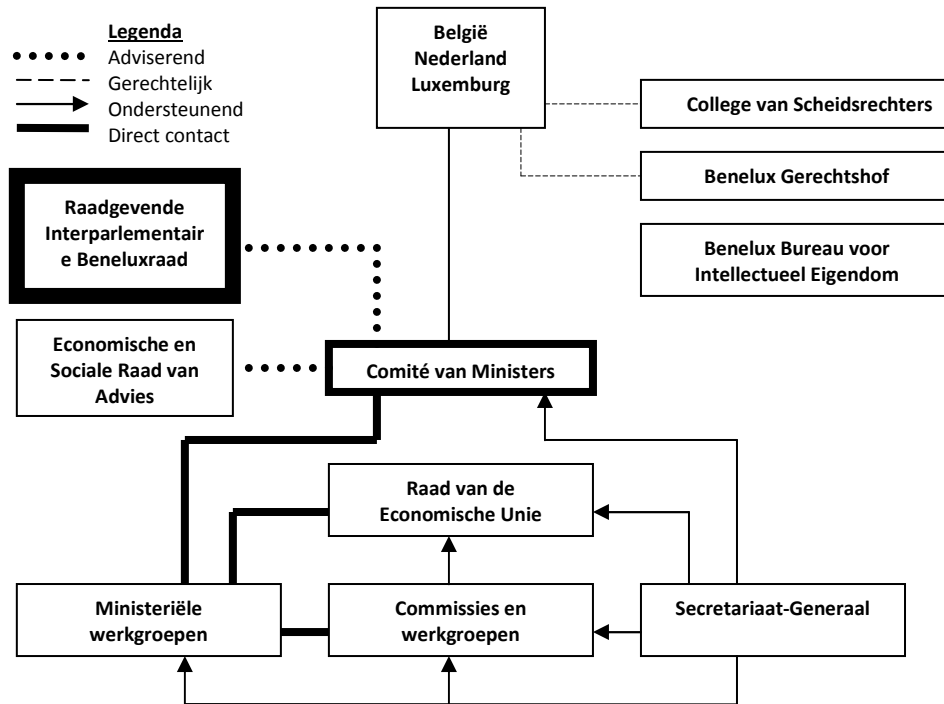 Legenda
Adviserend
Gerechtelijk
Ondersteunend
Direct contact
België
Nederland
Luxemburg
College van Scheidsrechters
Benelux Gerechtshof
Benelux Bureau voor
Intellectueel Eigendom
Raadgevende
Interparlementair
e Beneluxraad
Economische en
Sociale Raad van
Advies
Comité van Ministers
Raad van de
Economische Unie
Ministeriële
werkgroepen
Commissies en
werkgroepen
Secretariaat-Generaal